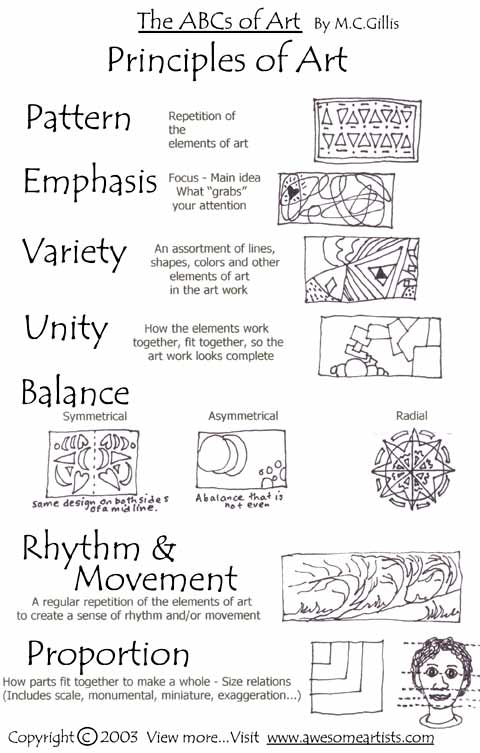 The ABCs of Art By M.C.Gillis
Principles of Art
Pattern
Repetition of
the
elements of art
Emphasis
Focus - Main idea
What "grabs"
your attention
Variety
An assortment of lines,
shapes, colors and other
elements of art
in the art work
Unity
How the elements work
together, fit together, so the
art work looks complete
Balance
Symmetrical
Asymmetrical
Radial
Same design on both sides
of a midline.
A balance that is
not even
Rhythm &
Movement
A regular repetition of the elements of art
to create a sense of rhythm and/or movement
Proportion
How parts fit together to make a whole - Size relations
(Includes scale, monumental, miniature, exaggeration...)
Copyright © 2003 View more...Visit www.awesomeartists.com